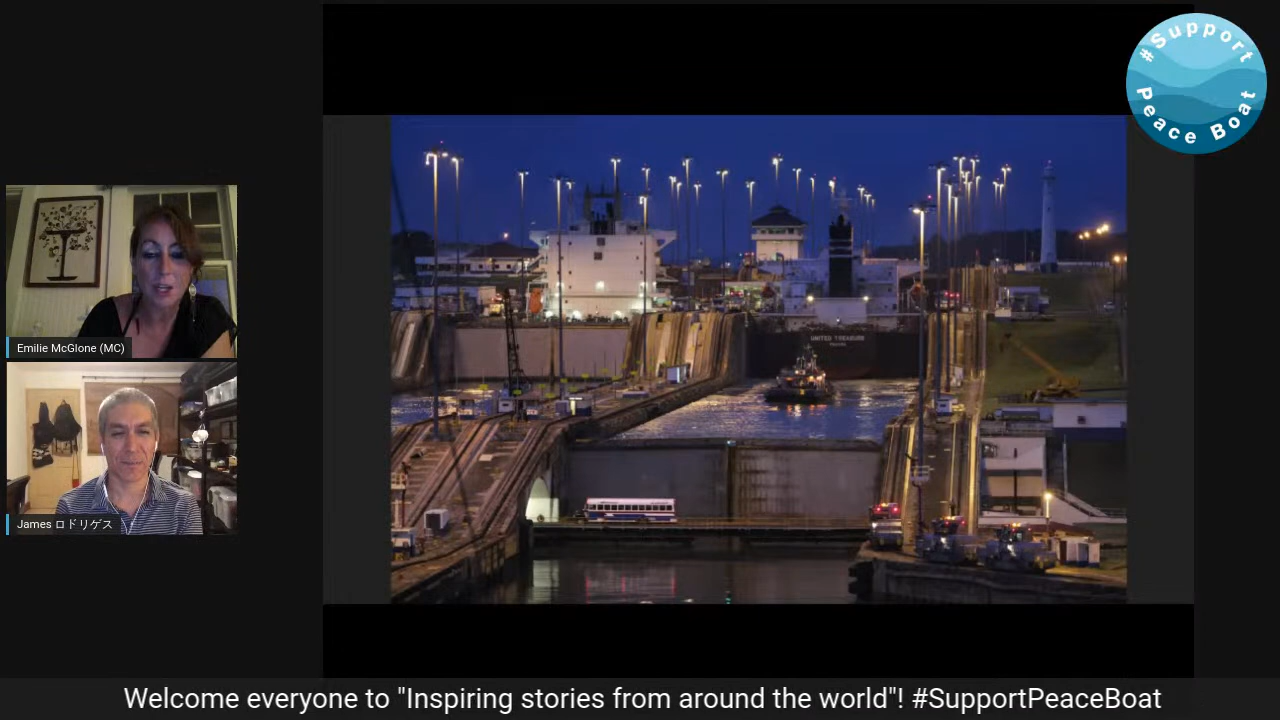 #Support
Peace Boat
UNITED TREASURE
Emilie McGlone (MC)
James ロドリゲス
Welcome everyone to "Inspiring stories from around the world"! #SupportPeaceBoat